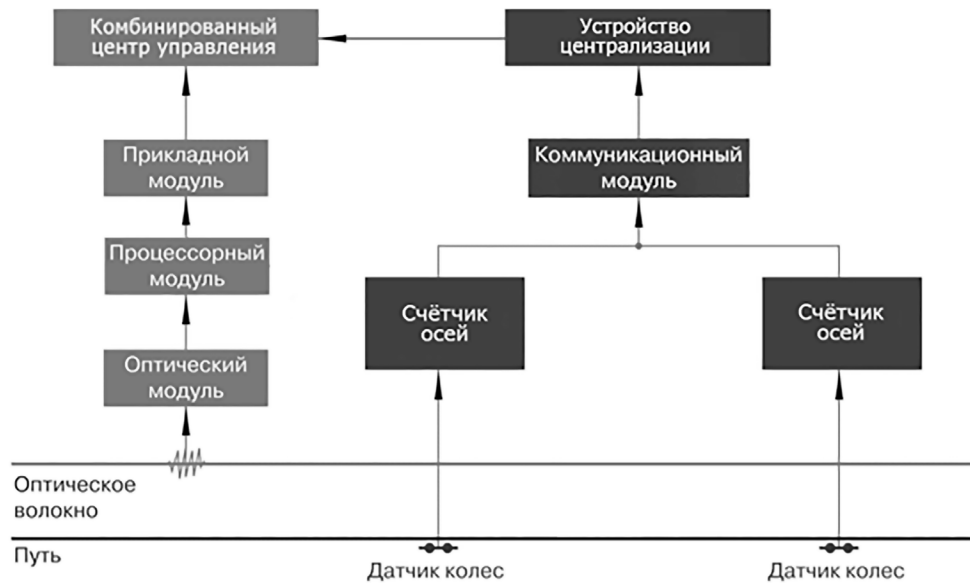 Комбинированный
центр управления
Устройство
централизации
Прикладной
модуль
Коммуникационный
модуль
Процессорный
модуль
Счётчик
осей
Счётчик
осей
Оптический
модуль
Оптическое
волокно
Путь
Датчик колес
Датчик колес